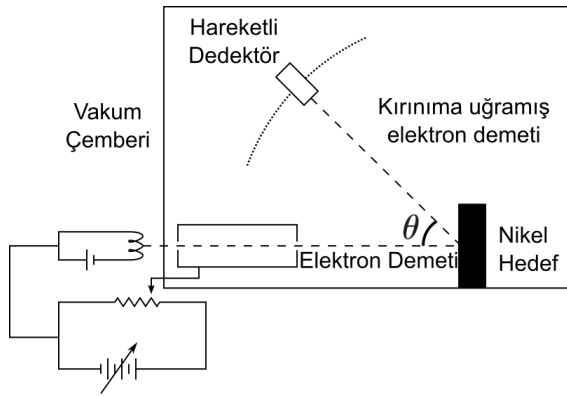 Hareketli
Dedektör
Vakum
Çemberi
Kırınıma uğramış
elektron demeti
θ
Elektron Demeti
Nikel
Hedef